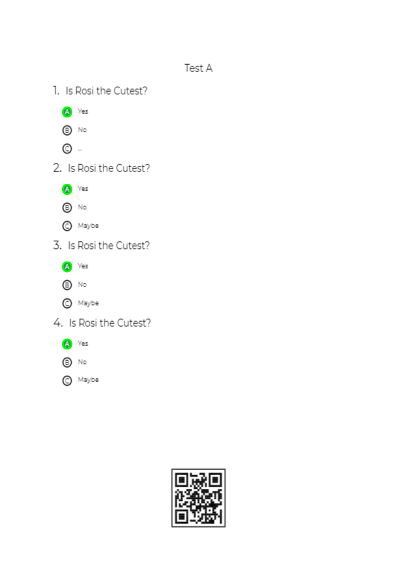 Test A
1. Is Rosi the Cutest?
A Yes
B No
C ..
2. Is Rosi the Cutest?
A Yes
B No
C Maybe
3. Is Rosi the Cutest?
A Yes
B No
C Maybe
4. Is Rosi the Cutest?
A Yes
B No
C Maybe